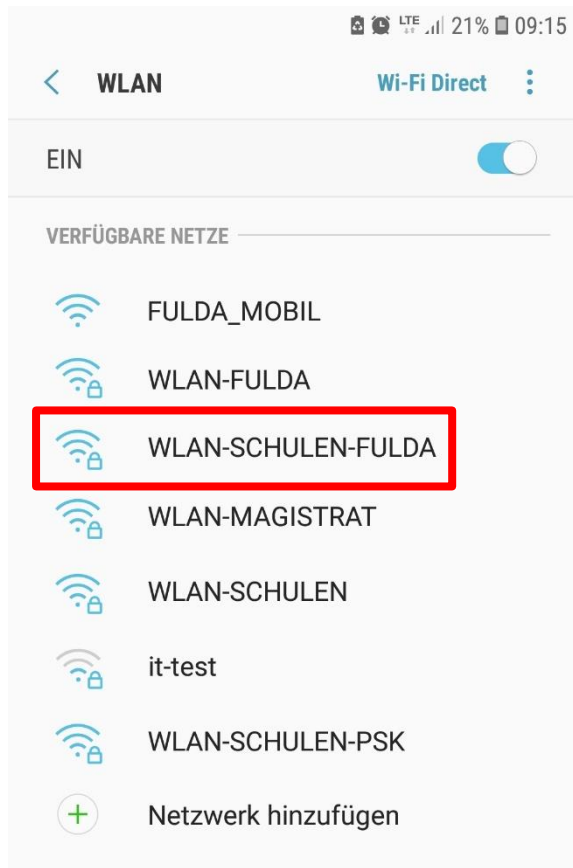 LTE 21% 09:15
WLAN Wi-Fi Direct
EIN
VERFÜGBARE NETZE
FULDA_MOBIL
WLAN-FULDA
WLAN-SCHULEN-FULDA
WLAN-MAGISTRAT
WLAN-SCHULEN
it-test
WLAN-SCHULEN-PSK
Netzwerk hinzufügen